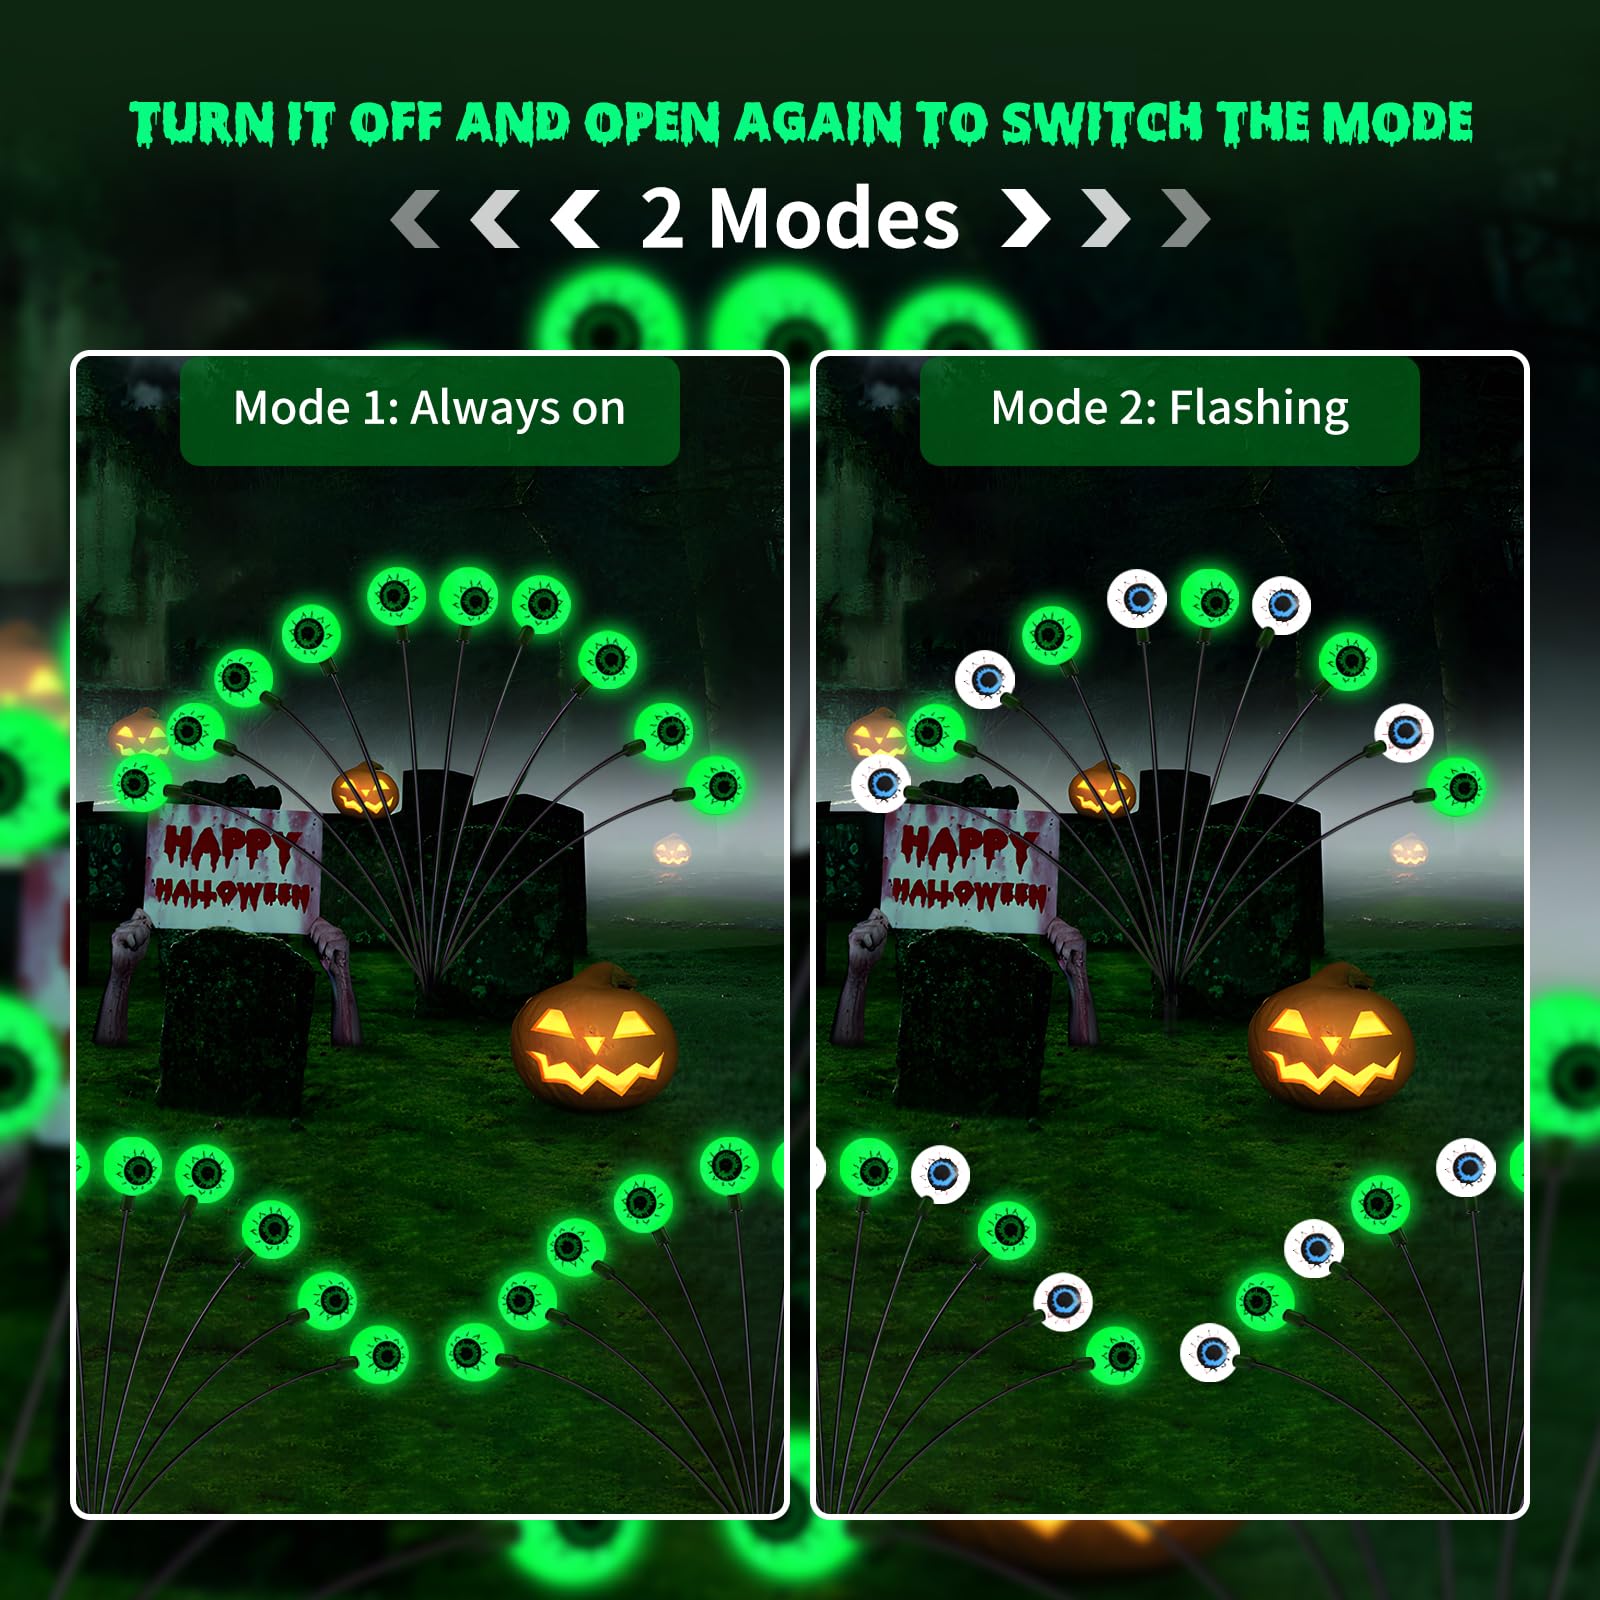 TURN IT OFF AND OPEN AGAIN TO SWITCH THE MODE
2 Modes
Mode 1: Always on
HAPPY
HALLOWEEN
Mode 2: Flashing
HAPPY
HALLOWEEN